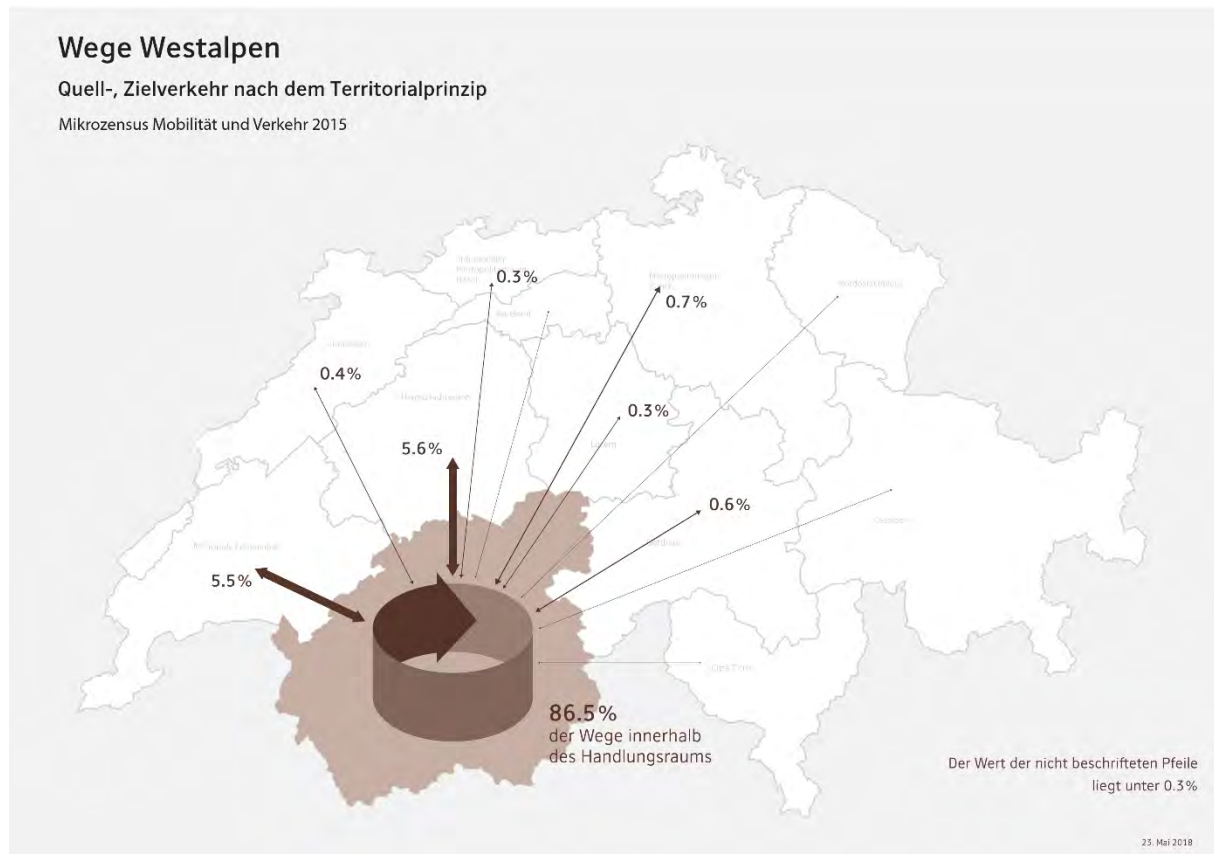 Wege Westalpen
Quell-, Zielverkehr nach dem Territorialprinzip
Mikrozensus Mobilität und Verkehr 2015
0.3%
0.7%
0.4%
0.3%
5.6%
Luzern
0.6%
5.5%
86.5%
der Wege innerhalb
des Handlungsraums
Der Wert der nicht beschrifteten Pfeile
liegt unter 0.3%
23. Mai 2018